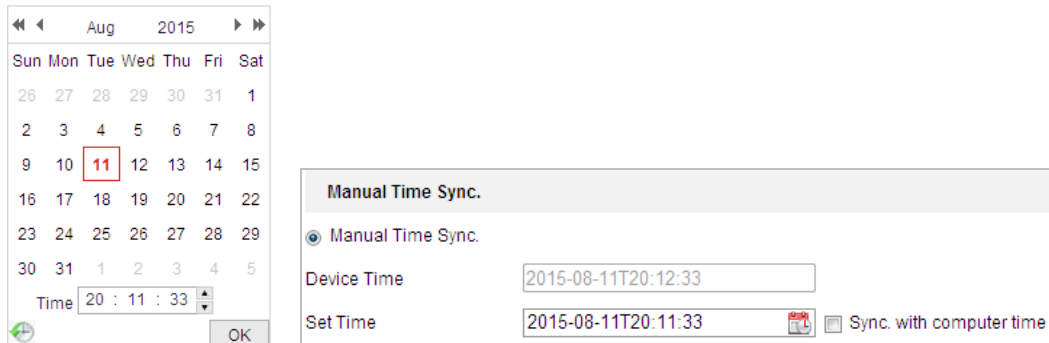 Aug 2015
Sun Mon Tue Wed Thu Fri Sat
26 27 28 29 30 31 1
2 3 4 5 6 7 8
9 10 11 12 13 14 15
16 17 18 19 20 21 22
23 24 25 26 27 28 29
30 31 1 2 3 4 5
Time 20 : 11 : 33
OK
Manual Time Sync.
Manual Time Sync.
Device Time 2015-08-11T20:12:33
Set Time 2015-08-11T20:11:33 Sync. with computer time